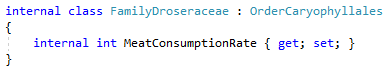 internal class FamilyDroseraceae : OrderCaryophyllales
{
    internal int MeatConsumptionRate { get; set; }
}